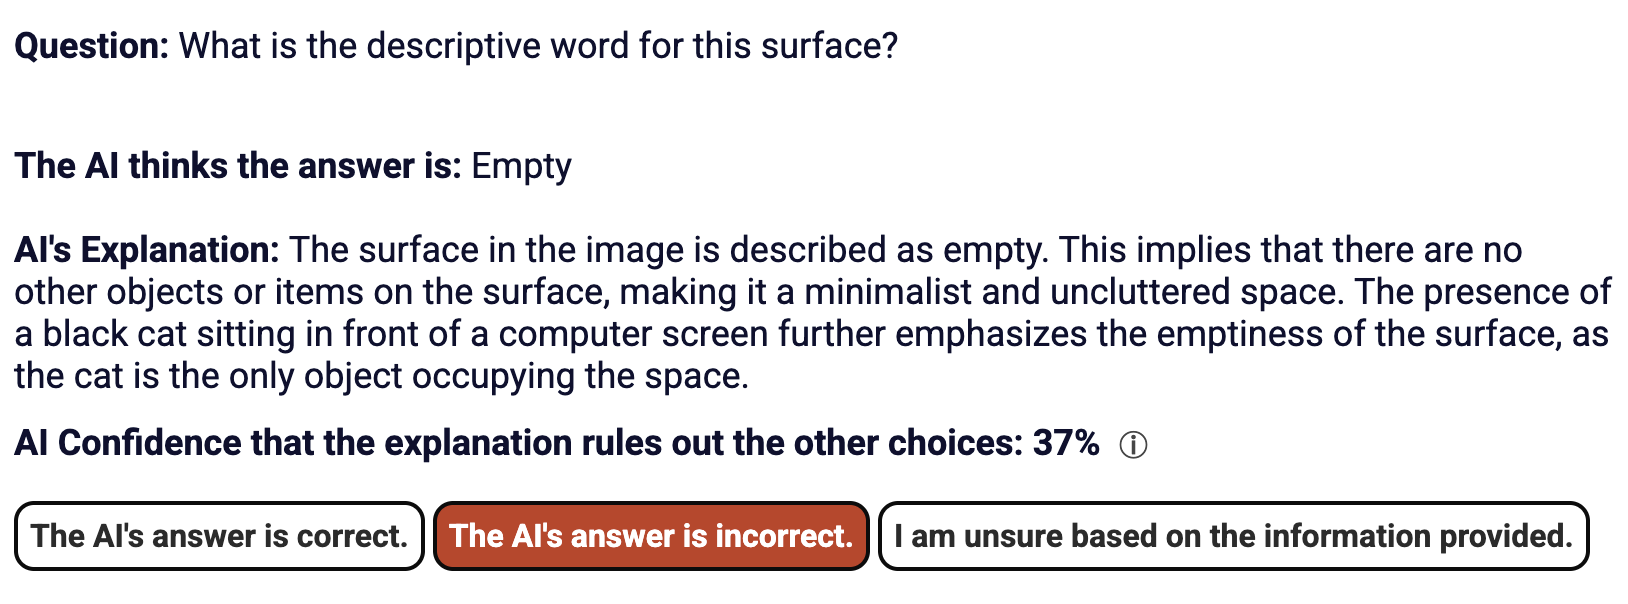 Question: What is the descriptive word for this surface?
The AI thinks the answer is: Empty
AI's Explanation: The surface in the image is described as empty. This implies that there are no
other objects or items on the surface, making it a minimalist and uncluttered space. The presence of
a black cat sitting in front of a computer screen further emphasizes the emptiness of the surface, as
the cat is the only object occupying the space.
AI Confidence that the explanation rules out the other choices: 37% ⓘ
The AI's answer is correct. The AI's answer is incorrect. I am unsure based on the information provided.